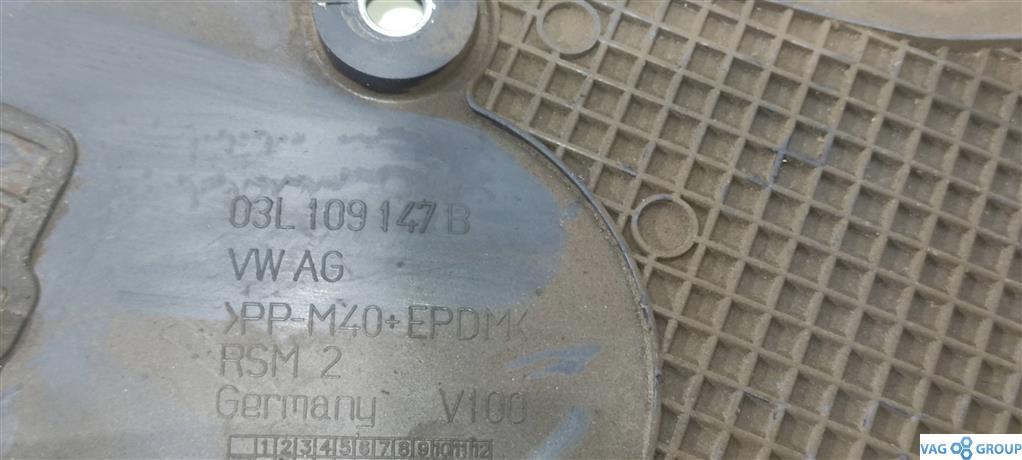 03L 109 147 B
VW AG
>PP-M40+EPDM<
RSM 2
Germany V100
1 2 3 4 5 6 7 8 9 10 11 12
VAG GROUP